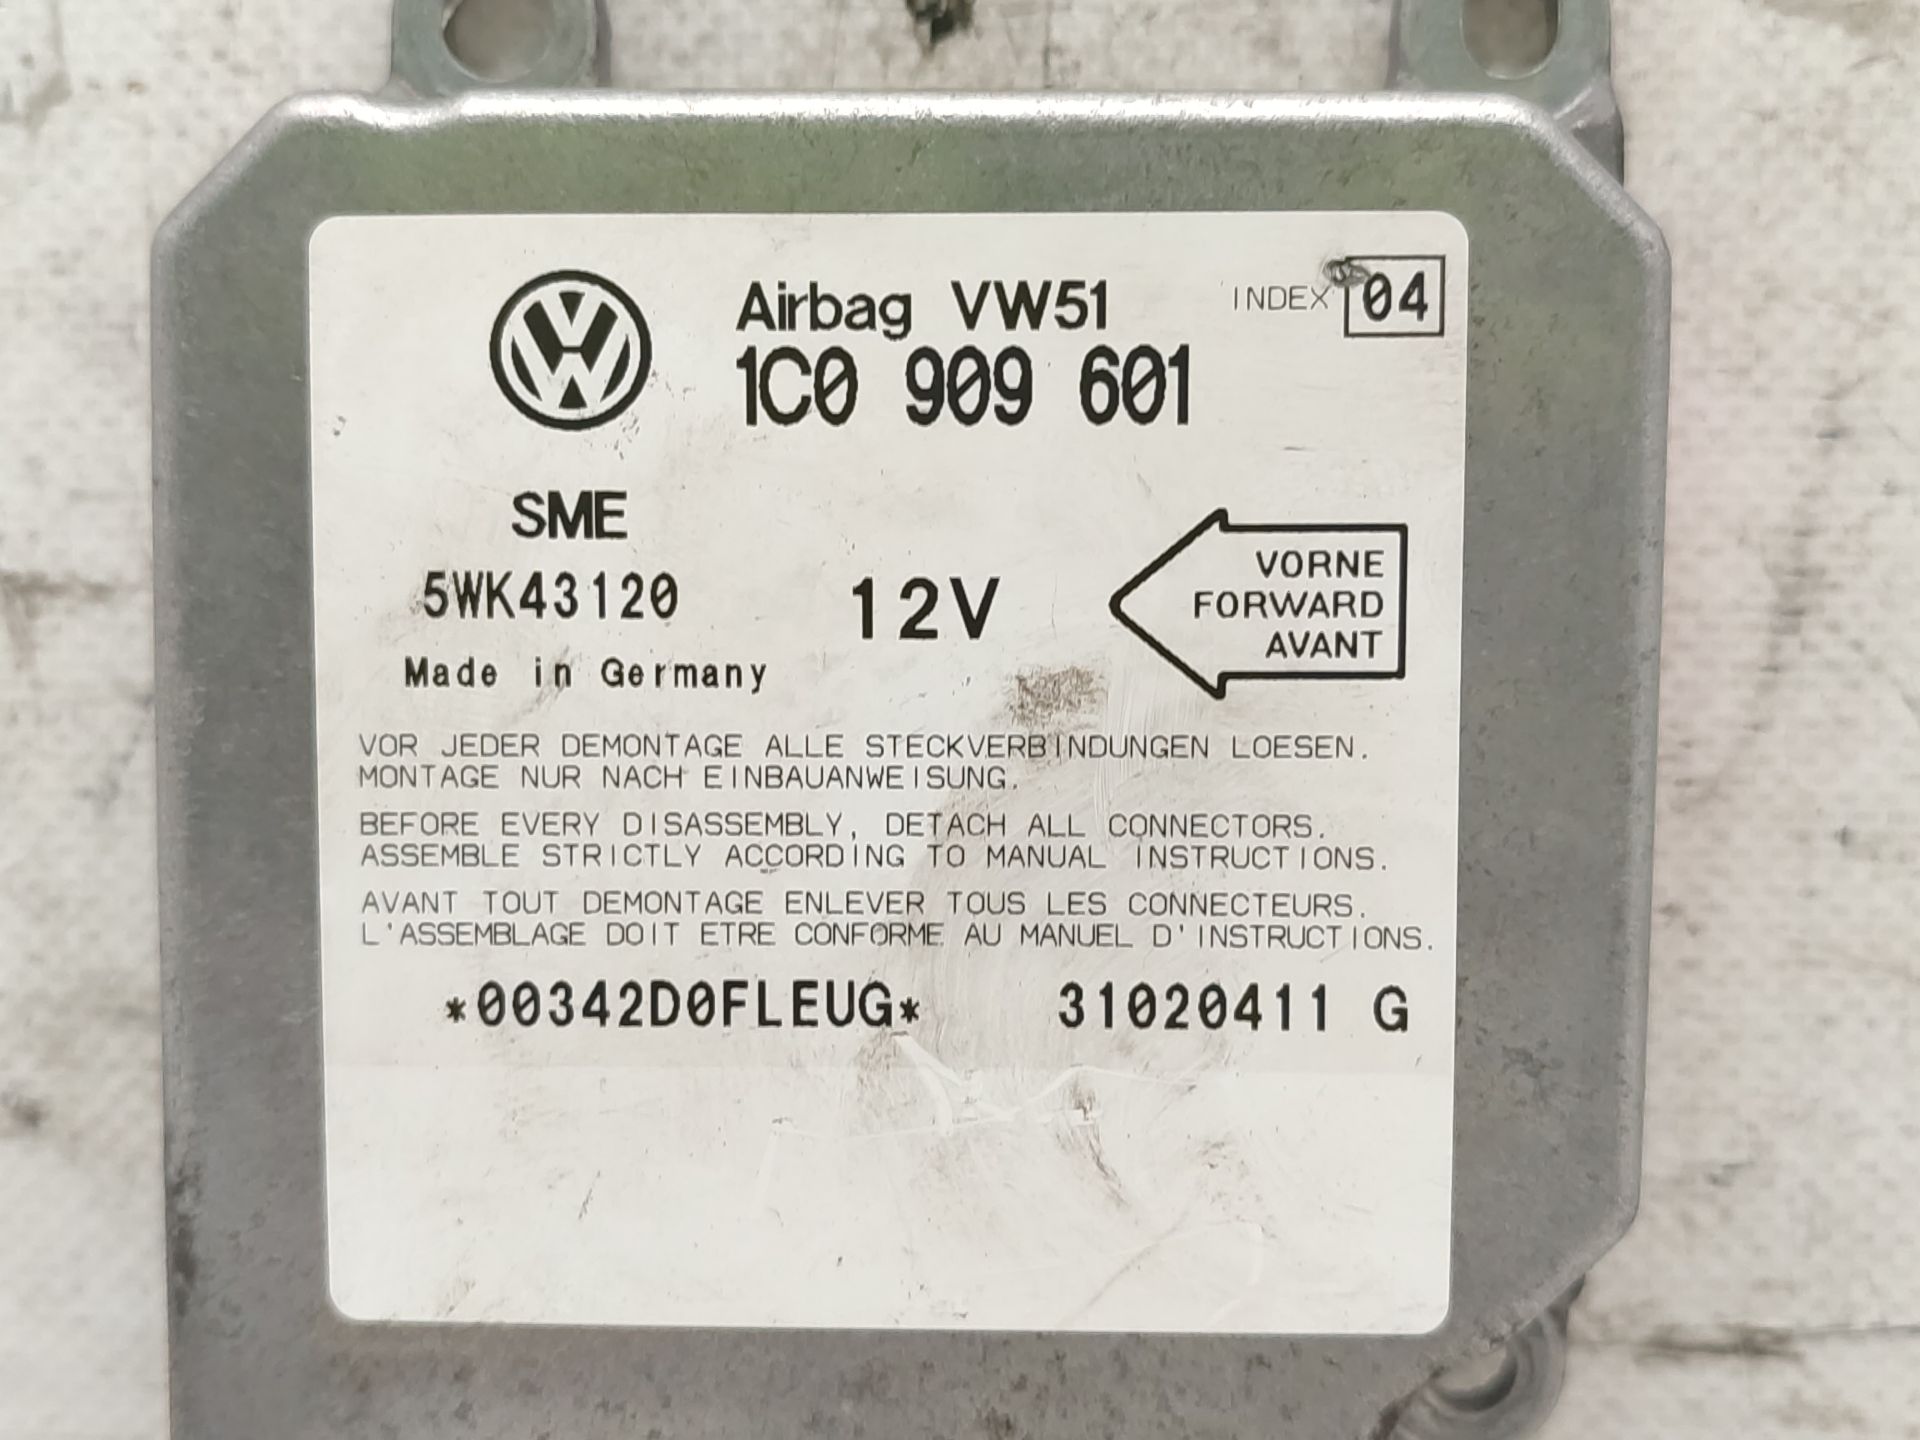 Airbag VW51
INDEX 04
1C0 909 601
SME
5WK43120
12V
VORNE
FORWARD
AVANT
Made in Germany
VOR JEDER DEMONTAGE ALLE STECKVERBINDUNGEN LOESEN.
MONTAGE NUR NACH EINBAUANWEISUNG.
BEFORE EVERY DISASSEMBLY, DETACH ALL CONNECTORS.
ASSEMBLE STRICTLY ACCORDING TO MANUAL INSTRUCTIONS.
AVANT TOUT DEMONTAGE ENLEVER TOUS LES CONNECTEURS.
L'ASSEMBLAGE DOIT ETRE CONFORME AU MANUEL D'INSTRUCTIONS.
*00342D0FLEUG* 31020411 G